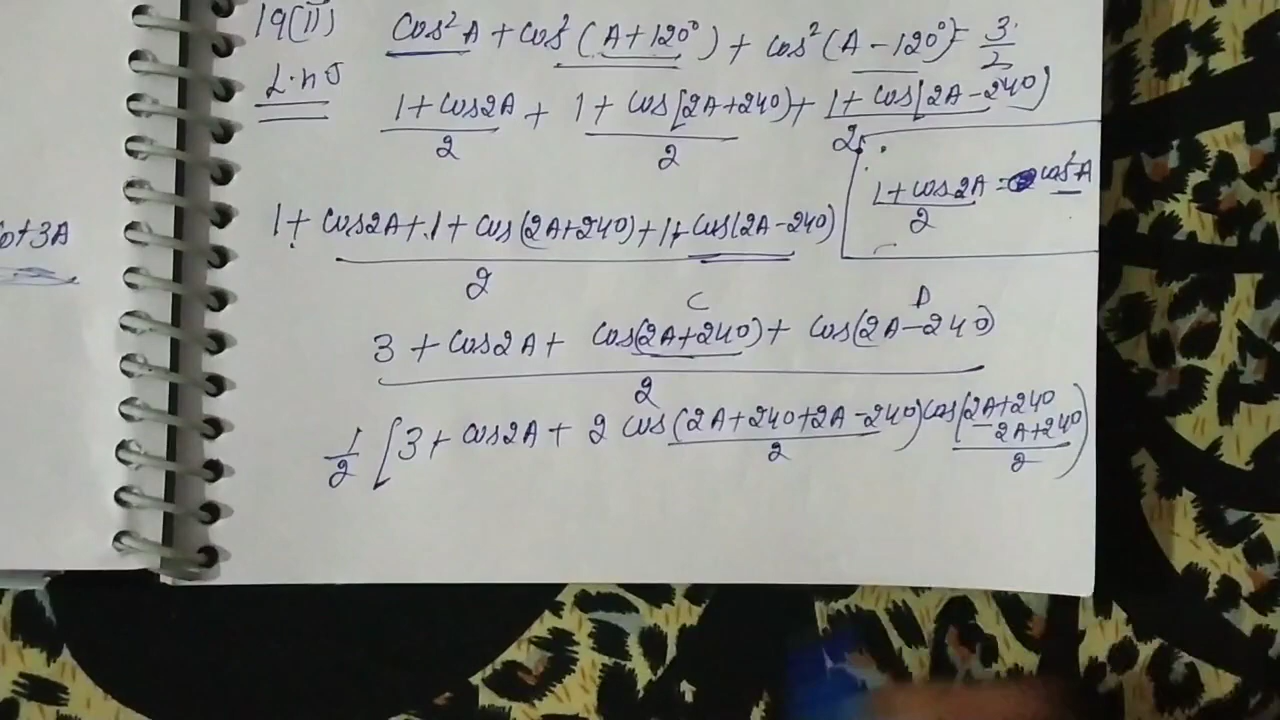 19(ii) Cos²A + cos²(A+120°) + cos²(A-120°) = 3/2
L.H.S
(1+cos2A)/2 + (1+cos[2A+240))/2 + (1+cos[2A-240))/2
(1+cos2A)/2 = cos²A
ot3A
(1+cos2A+1+cos(2A+240)+1+cos(2A-240))/2
C D
(3+cos2A+cos(2A+240)+cos(2A-240))/2
1/2 [3+cos2A+2 cos(2A+240+2A-240)/2 cos(2A+240-2A+240)/2)